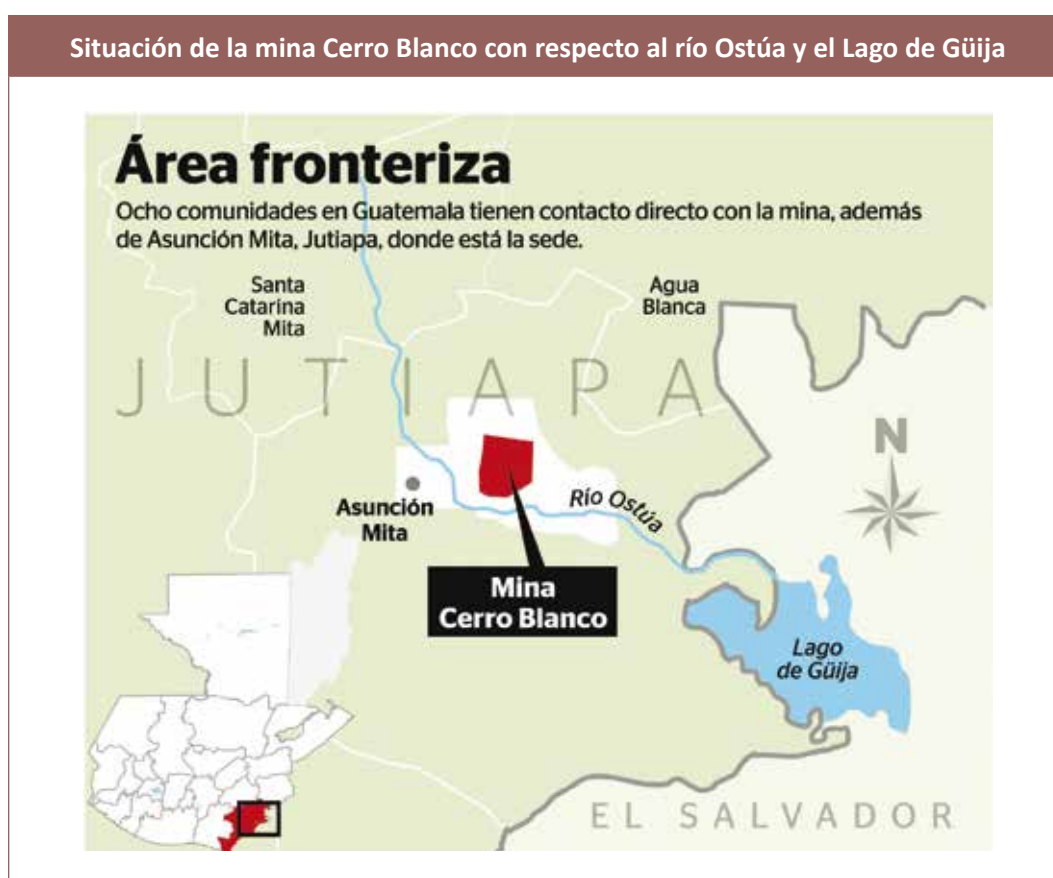 Situación de la mina Cerro Blanco con respecto al río Ostúa y el Lago de Güija
Área fronteriza
Ocho comunidades en Guatemala tienen contacto directo con la mina, además
de Asunción Mita, Jutiapa, donde está la sede.
Santa
Catarina
Mita
Agua
Blanca
JUTIAPA
N
Asunción
Mita
Río Ostúa
Mina
Cerro Blanco
Lago
de Güija
EL SALVADOR